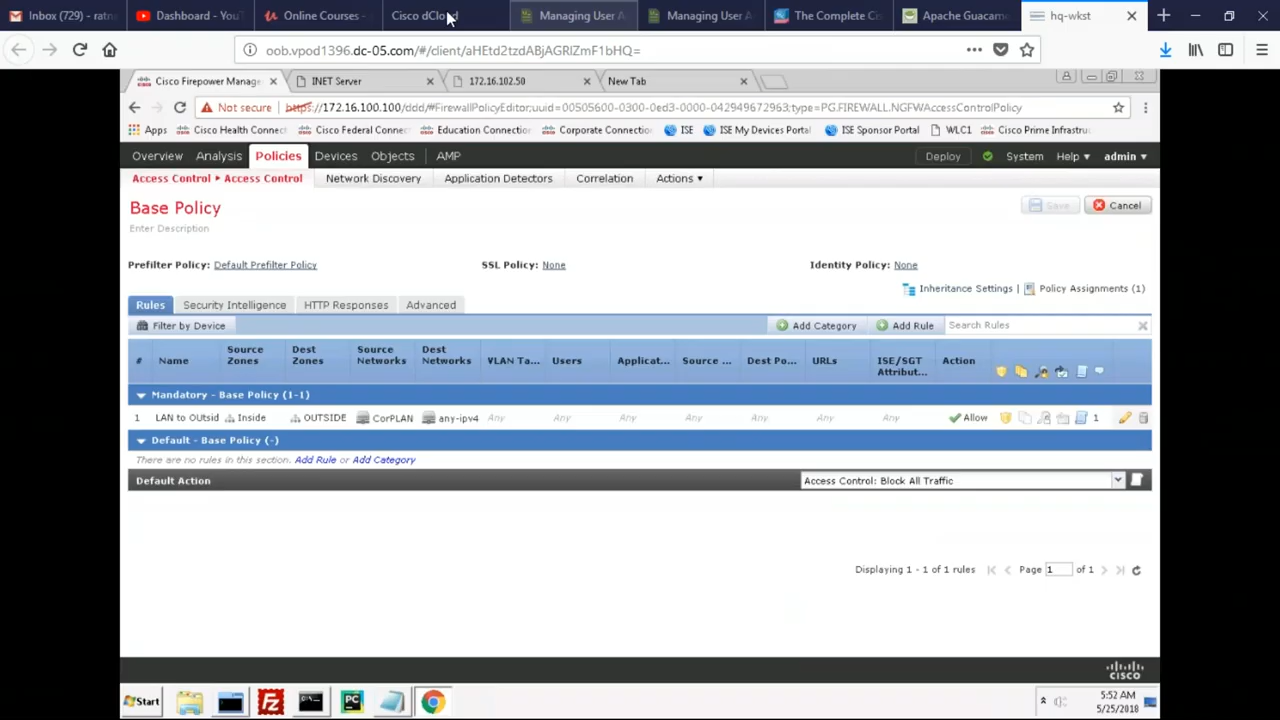 Inbox (729) - ratn
Dashboard - YouT
Online Courses -
Cisco dCloud
Managing User A
Managing User A
The Complete Ci
Apache Guacamo
hq-wkst
oob.vpod1396.dc-05.com/#/client/aHEtd2tzdABjAGRlZmF1bHQ=
Cisco Firepower Manag
INET Server
172.16.102.50
New Tab
Not secure https://172.16.100.100/ddd/#FirewallPolicyEditor;uuid=00505600-0300-0ed3-0000-042949672963;type=PG.FIREWALL.NGFWAccessControlPolicy
Apps Cisco Health Connect Cisco Federal Connec Education Connectio Corporate Connectio ISE ISE My Devices Portal ISE Sponsor Portal WLC1 Cisco Prime Infrastruc
Overview Analysis Policies Devices Objects AMP Deploy System Help admin
Access Control ▸ Access Control Network Discovery Application Detectors Correlation Actions
Base Policy
Save Cancel
Enter Description
Prefilter Policy: Default Prefilter Policy SSL Policy: None Identity Policy: None
Inheritance Settings | Policy Assignments (1)
Rules Security Intelligence HTTP Responses Advanced
Filter by Device Add Category Add Rule Search Rules
# Name Source Zones Dest Zones Source Networks Dest Networks VLAN Ta... Users Applicat... Source ... Dest Po... URLs ISE/SGT Attribut... Action
Mandatory - Base Policy (1-1)
1 LAN to OUtsid Inside OUTSIDE CorPLAN any-ipv4 Any Any Any Any Any Any Any Allow 1
Default - Base Policy (-)
There are no rules in this section. Add Rule or Add Category
Default Action Access Control: Block All Traffic
Displaying 1 - 1 of 1 rules Page 1 of 1
CISCO
Start
5:52 AM
5/25/2018